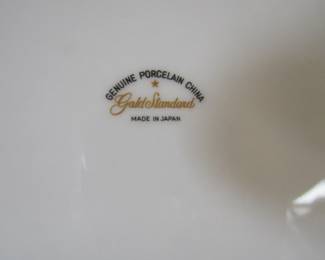 GENUINE PORCELAIN CHINA
Gold Standard
MADE IN JAPAN